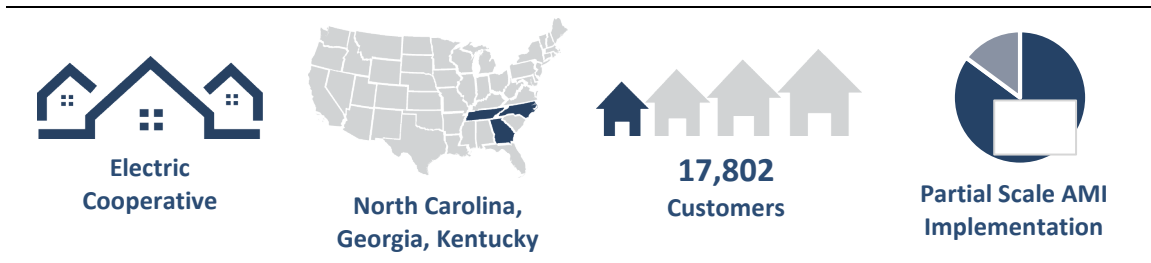 Electric
Cooperative
North Carolina,
Georgia, Kentucky
17,802
Customers
Partial Scale AMI
Implementation